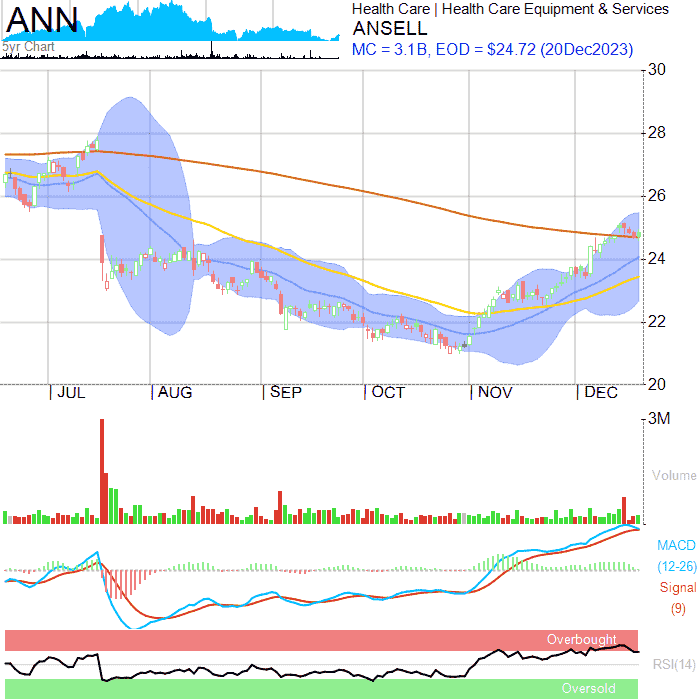 ANN
5yr Chart
Health Care | Health Care Equipment & Services
ANSELL
MC = 3.1B, EOD = $24.72 (20Dec2023)
30
28
26
24
22
20
JUL AUG SEP OCT NOV DEC
3M
Volume
MACD
(12-26)
Signal
(9)
Overbought
RSI(14)
Oversold